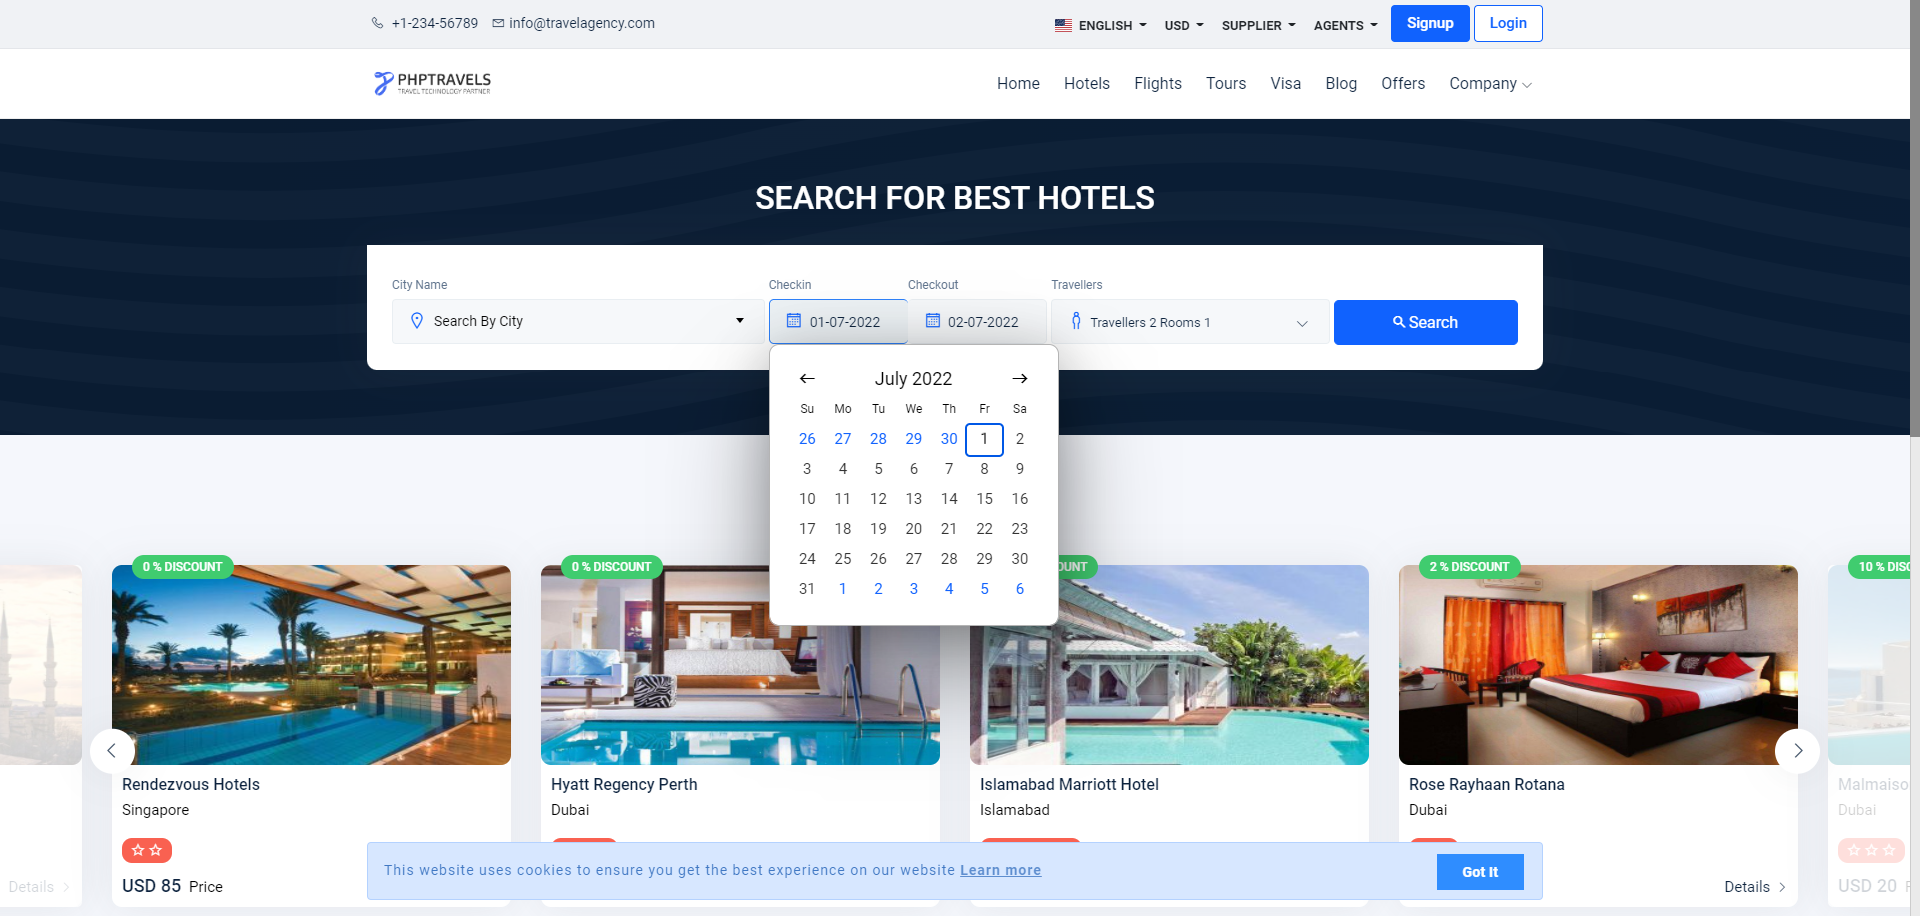 +1-234-56789 info@travelagency.com ENGLISH USD SUPPLIER AGENTS Signup Login
PHPTRAVELS
TRAVEL TECHNOLOGY PARTNER
Home Hotels Flights Tours Visa Blog Offers Company
SEARCH FOR BEST HOTELS
City Name Checkin Checkout Travellers
Search By City 01-07-2022 02-07-2022 Travellers 2 Rooms 1 Search
July 2022
Su Mo Tu We Th Fr Sa
26 27 28 29 30 1 2
3 4 5 6 7 8 9
10 11 12 13 14 15 16
17 18 19 20 21 22 23
24 25 26 27 28 29 30
31 1 2 3 4 5 6
0 % DISCOUNT 0 % DISCOUNT 2 % DISCOUNT 10 %
Rendezvous Hotels Hyatt Regency Perth Islamabad Marriott Hotel Rose Rayhaan Rotana
Singapore Dubai Islamabad Dubai Dubai
This website uses cookies to ensure you get the best experience on our website Learn more Got It
Details USD 85 Price Details USD 20